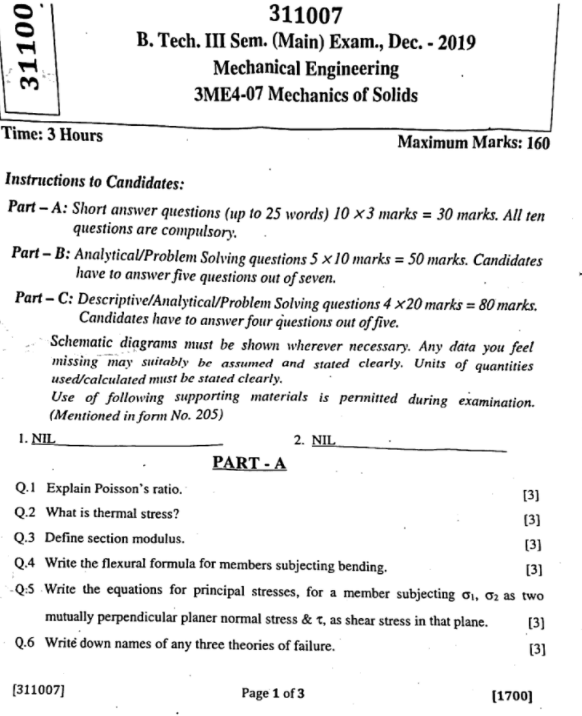 31100
311007
B. Tech. III Sem. (Main) Exam., Dec. - 2019
Mechanical Engineering
3ME4-07 Mechanics of Solids
Time: 3 Hours
Maximum Marks: 160
Instructions to Candidates:
Part – A: Short answer questions (up to 25 words) 10 ×3 marks = 30 marks. All ten
questions are compulsory.
Part – B: Analytical/Problem Solving questions 5 ×10 marks = 50 marks. Candidates
have to answer five questions out of seven.
Part – C: Descriptive/Analytical/Problem Solving questions 4 ×20 marks = 80 marks.
Candidates have to answer four questions out of five.
Schematic diagrams must be shown wherever necessary. Any data you feel
missing may suitably be assumed and stated clearly. Units of quantities
used/calculated must be stated clearly.
Use of following supporting materials is permitted during examination.
(Mentioned in form No. 205)
1. NIL
2. NIL
PART - A
Q.1 Explain Poisson's ratio. [3]
Q.2 What is thermal stress? [3]
Q.3 Define section modulus. [3]
Q.4 Write the flexural formula for members subjecting bending. [3]
Q.5 Write the equations for principal stresses, for a member subjecting σ₁, σ₂ as two
mutually perpendicular planer normal stress & τ, as shear stress in that plane. [3]
Q.6 Write down names of any three theories of failure. [3]
[311007]
Page 1 of 3
[1700]